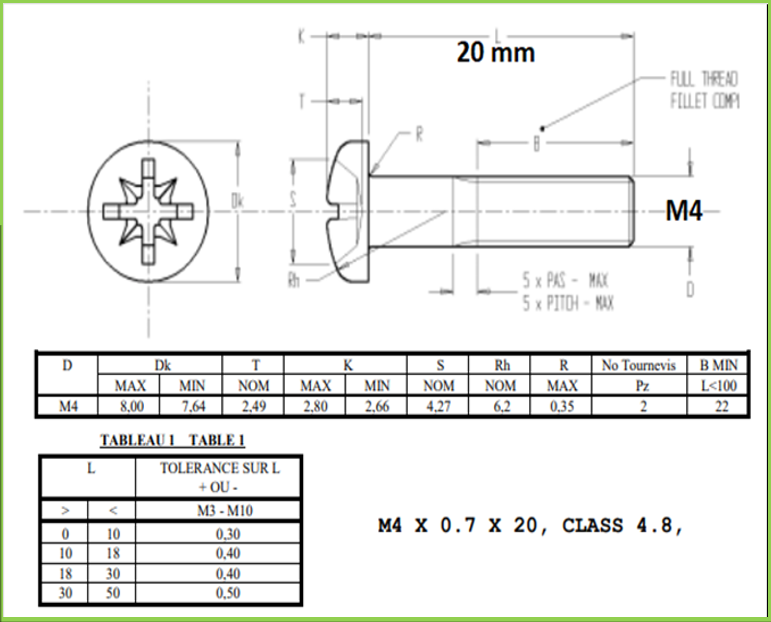 K
L
20 mm
T
R
FULL THREAD
FILLET COMPl
B
Dk
S
M4
Rh
5 x PAS - MAX
5 x PITCH - MAX
D
D Dk T K S Rh R No Tournevis B MIN
MAX MIN NOM MAX MIN NOM NOM MAX Pz L<100
M4 8,00 7,64 2,49 2,80 2,66 4,27 6,2 0,35 2 22
TABLEAU 1 TABLE 1
L TOLERANCE SUR L
+ OU -
> < M3 - M10
0 10 0,30
10 18 0,40
18 30 0,40
30 50 0,50
M4 X 0.7 X 20, CLASS 4.8,